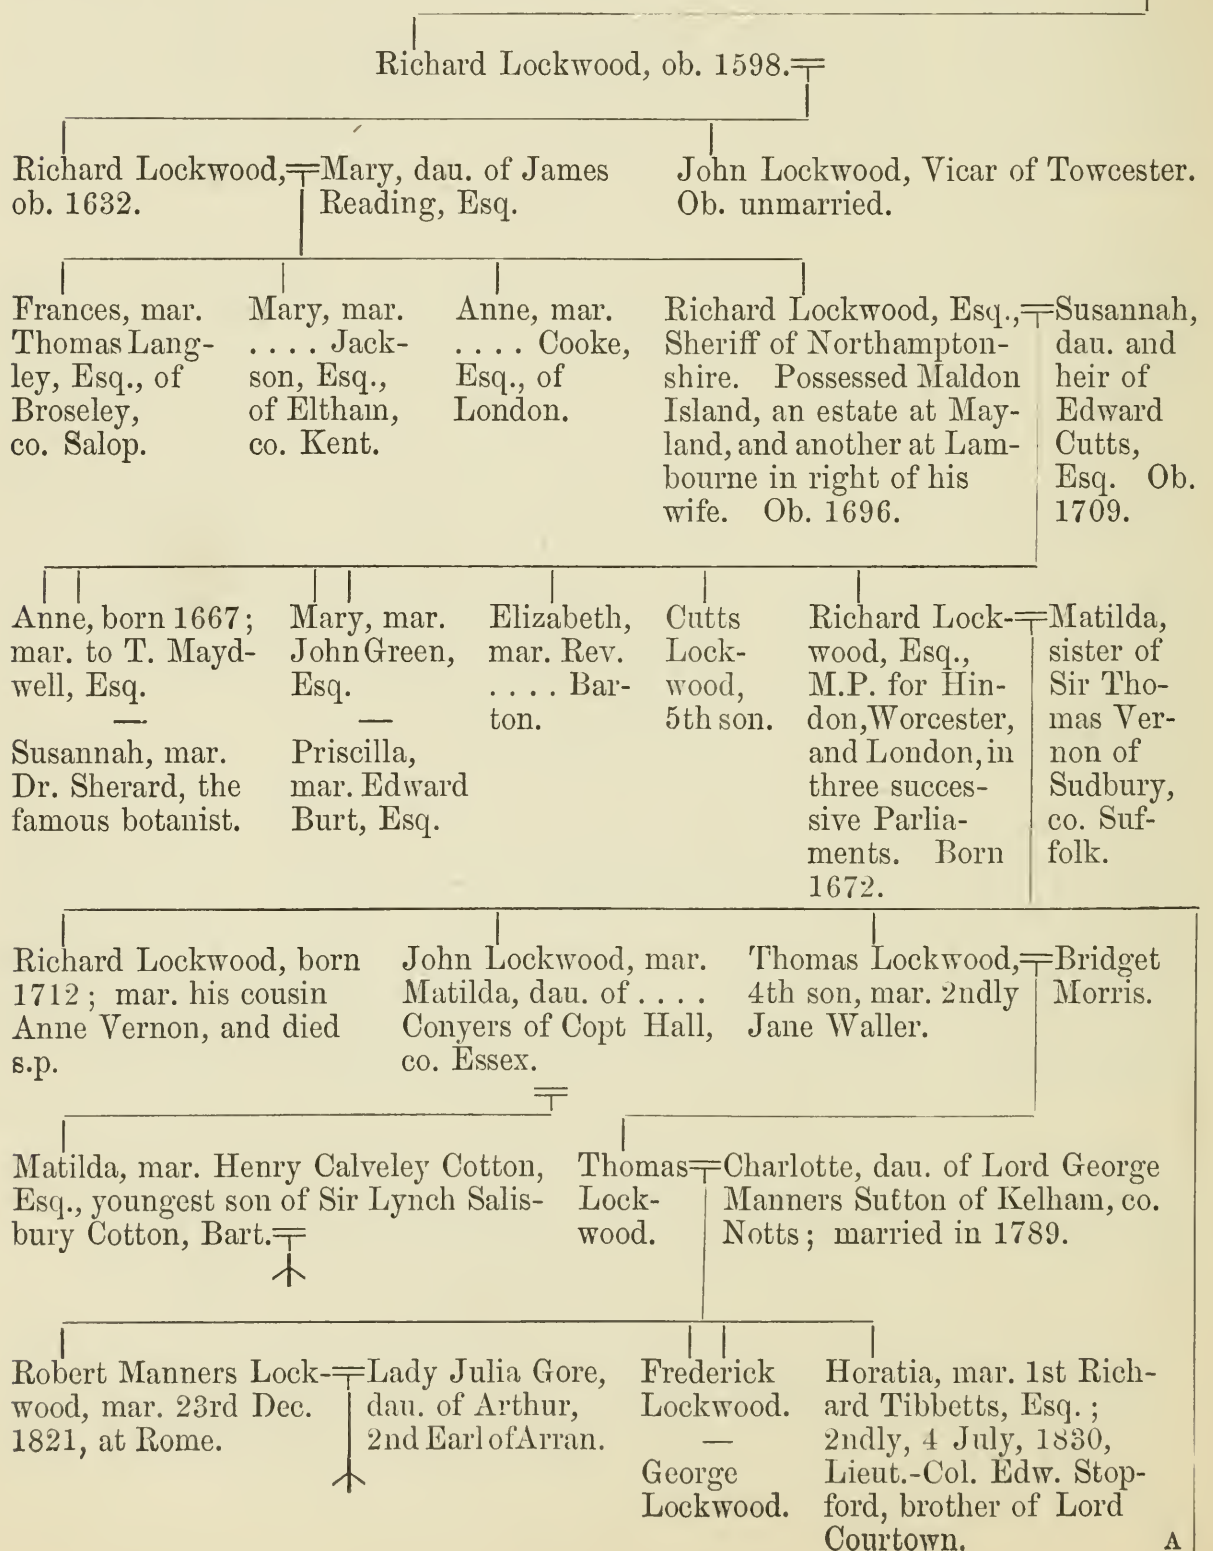 Richard Lockwood, ob. 1598.
Richard Lockwood,
ob. 1632.
Mary, dau. of James
Reading, Esq.
John Lockwood, Vicar of Towcester.
Ob. unmarried.
Frances, mar.
Thomas Lang-
ley, Esq., of
Broseley,
co. Salop.
Mary, mar.
. . . . Jack-
son, Esq.,
of Eltham,
co. Kent.
Anne, mar.
. . . . Cooke,
Esq., of
London.
Richard Lockwood, Esq.,
Sheriff of Northampton-
shire. Possessed Maldon
Island, an estate at May-
land, and another at Lam-
bourne in right of his
wife. Ob. 1696.
Susannah,
dau. and
heir of
Edward
Cutts,
Esq. Ob.
1709.
Anne, born 1667;
mar. to T. Mayd-
well, Esq.
—
Susannah, mar.
Dr. Sherard, the
famous botanist.
Mary, mar.
John Green,
Esq.
—
Priscilla,
mar. Edward
Burt, Esq.
Elizabeth,
mar. Rev.
. . . . Bar-
ton.
Cutts
Lock-
wood,
5th son.
Richard Lock-
wood, Esq.,
M.P. for Hin-
don, Worcester,
and London, in
three succes-
sive Parlia-
ments. Born
1672.
Matilda,
sister of
Sir Tho-
mas Ver-
non of
Sudbury,
co. Suf-
folk.
Richard Lockwood, born
1712; mar. his cousin
Anne Vernon, and died
s.p.
John Lockwood, mar.
Matilda, dau. of . . . .
Conyers of Copt Hall,
co. Essex.
Thomas Lockwood,
4th son, mar. 2ndly
Jane Waller.
Bridget
Morris.
Matilda, mar. Henry Calveley Cotton,
Esq., youngest son of Sir Lynch Salis-
bury Cotton, Bart.
Thomas
Lock-
wood.
Charlotte, dau. of Lord George
Manners Sutton of Kelham, co.
Notts; married in 1789.
Robert Manners Lock-
wood, mar. 23rd Dec.
1821, at Rome.
Lady Julia Gore,
dau. of Arthur,
2nd Earl of Arran.
Frederick
Lockwood.
—
George
Lockwood.
Horatia, mar. 1st Rich-
ard Tibbetts, Esq.;
2ndly, 4 July, 1830,
Lieut.-Col. Edw. Stop-
ford, brother of Lord
Courtown.
A